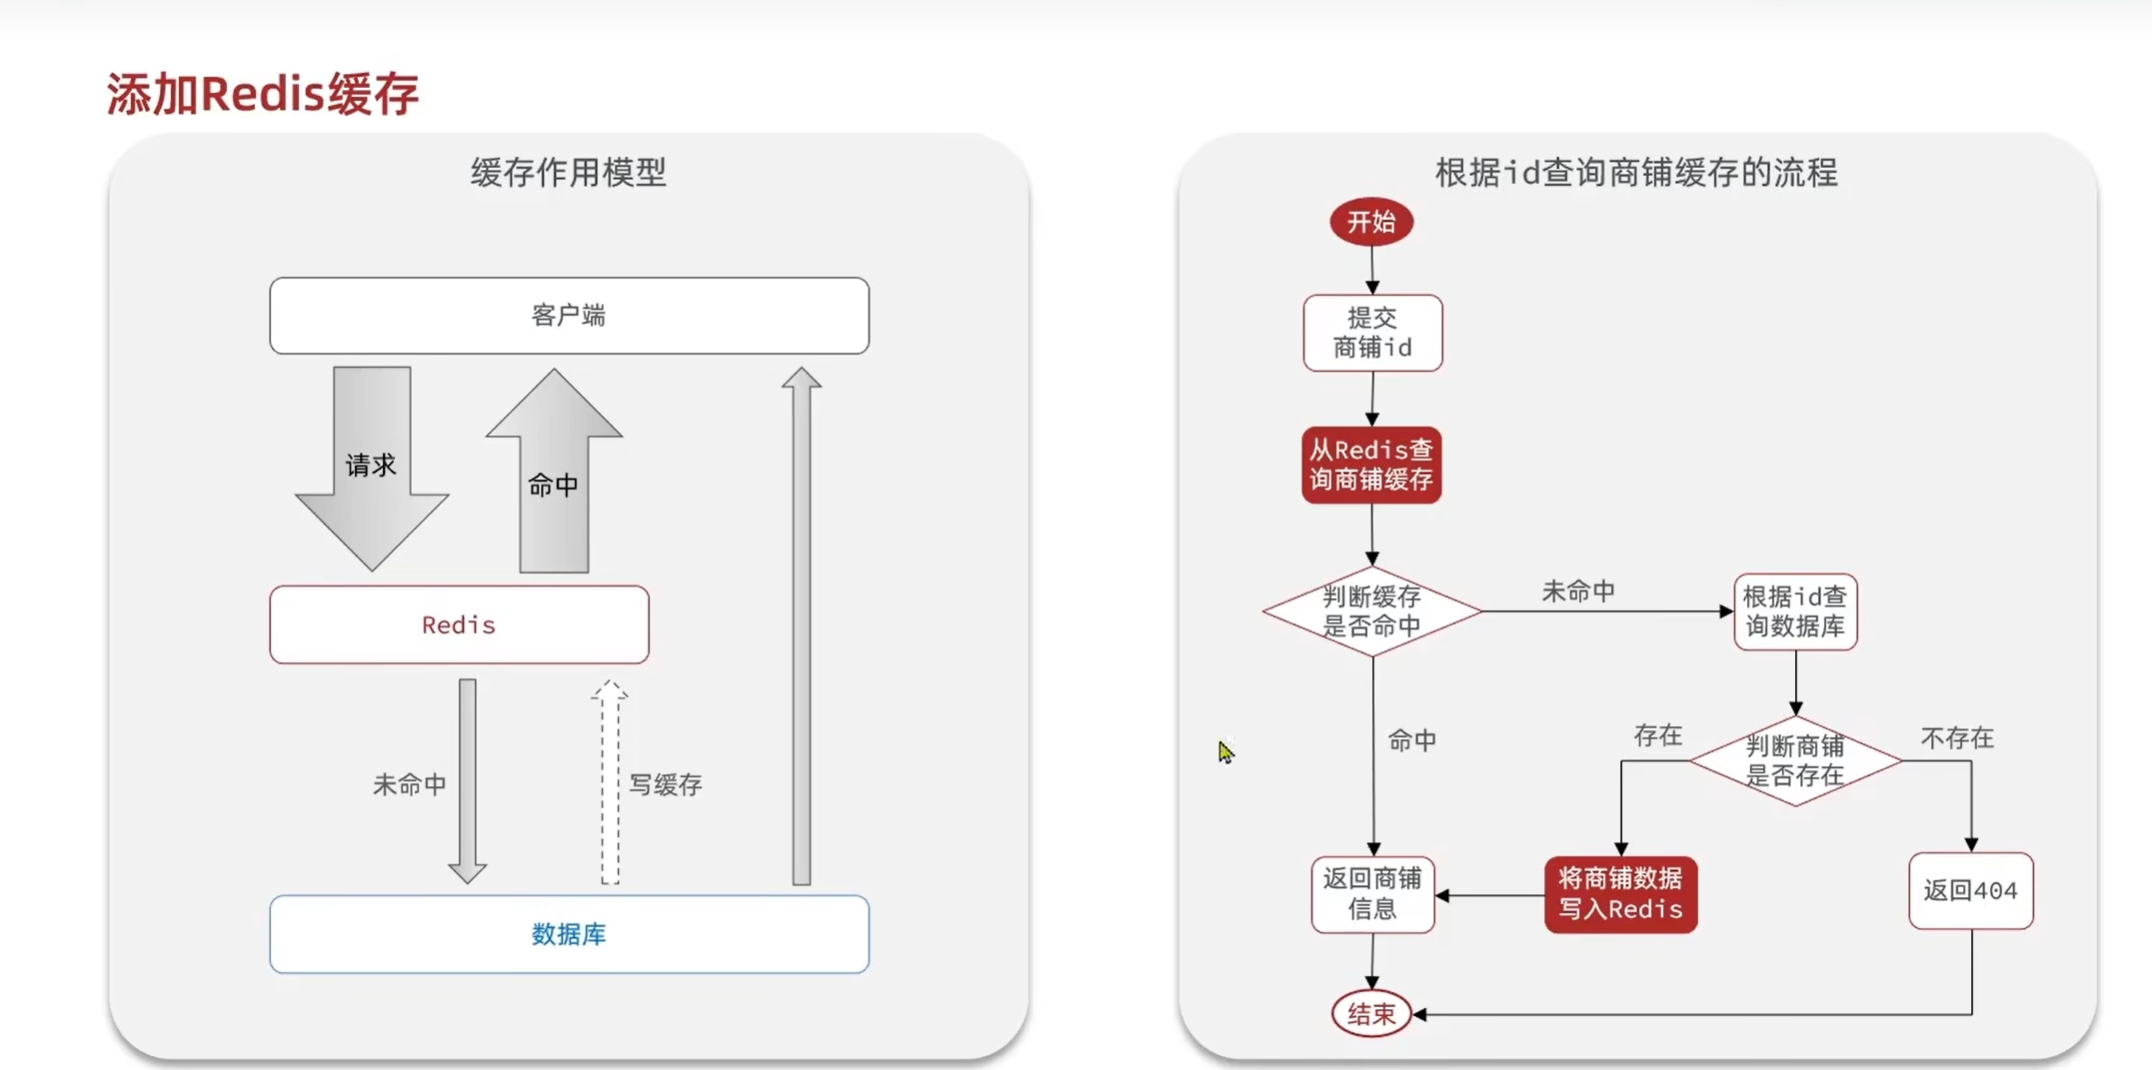 添加Redis缓存
缓存作用模型
客户端
请求
命中
Redis
未命中
写缓存
数据库
根据id查询商铺缓存的流程
开始
提交
商铺id
从Redis查
询商铺缓存
判断缓存
是否命中
未命中
根据id查
询数据库
命中
存在
判断商铺
是否存在
不存在
返回商铺
信息
将商铺数据
写入Redis
返回404
结束